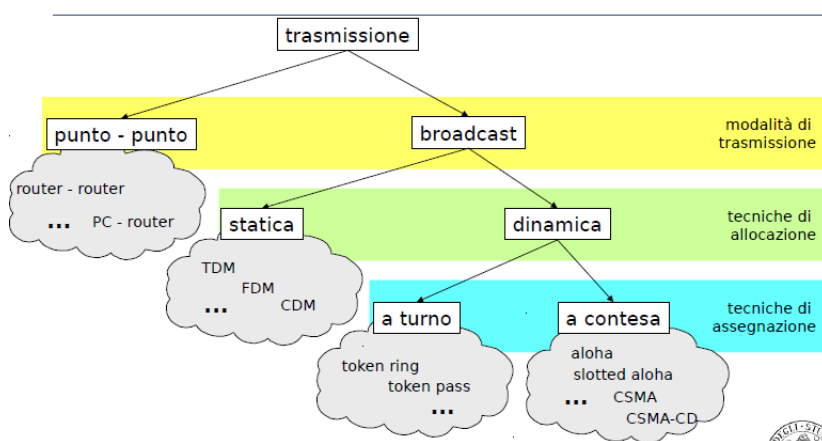 trasmissione
punto - punto
broadcast
modalità di
trasmissione
router - router
... PC - router
statica
dinamica
tecniche di
allocazione
TDM
FDM
... CDM
a turno
a contesa
tecniche di
assegnazione
token ring
token pass
...
aloha
slotted aloha
... CSMA
CSMA-CD